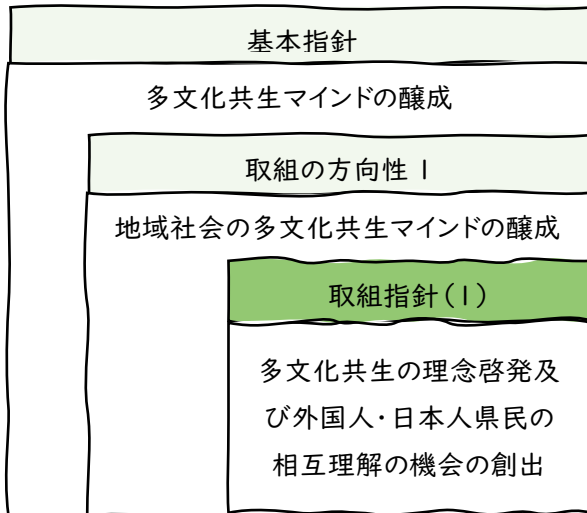 基本指針
多文化共生マインドの醸成
取組の方向性 1
地域社会の多文化共生マインドの醸成
取組指針(1)
多文化共生の理念啓発及
び外国人・日本人県民の
相互理解の機会の創出